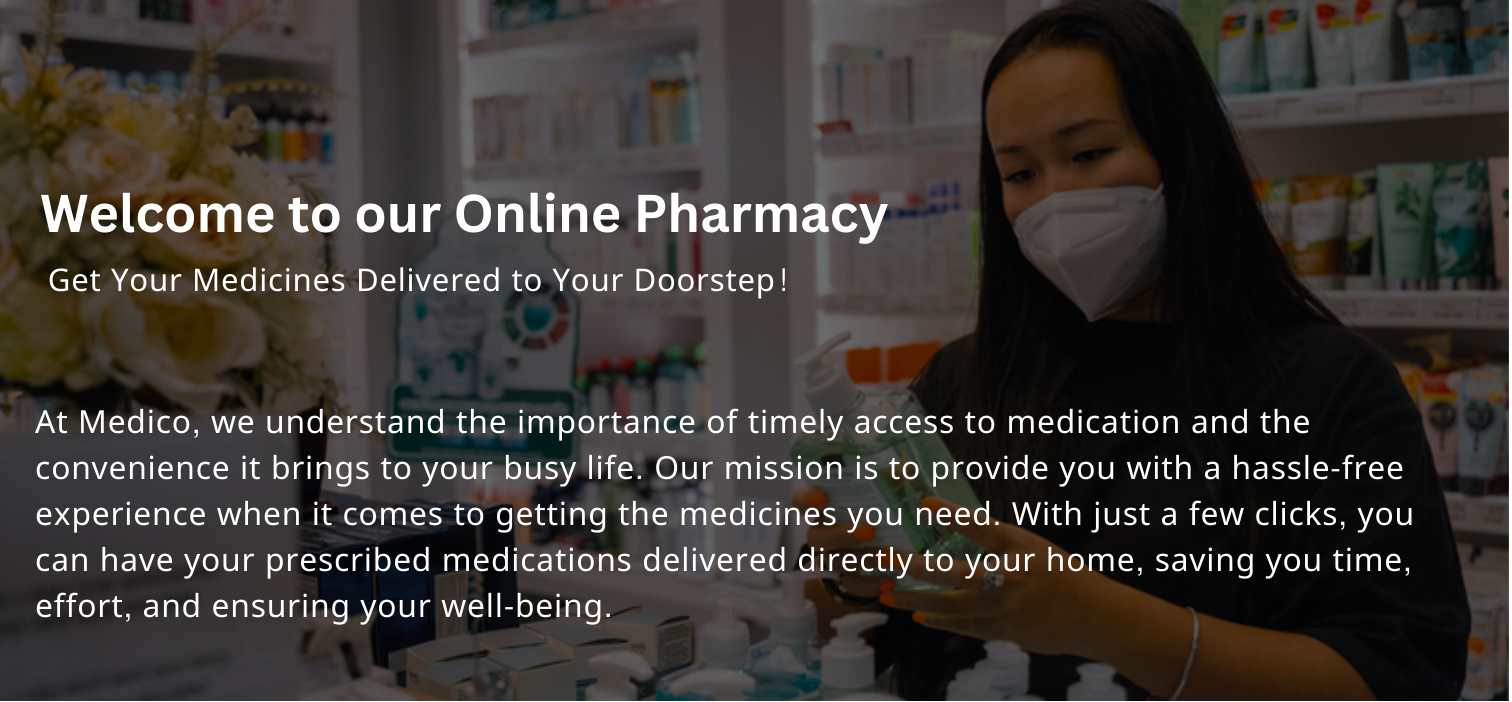 Welcome to our Online Pharmacy
Get Your Medicines Delivered to Your Doorstep!
At Medico, we understand the importance of timely access to medication and the
convenience it brings to your busy life. Our mission is to provide you with a hassle-free
experience when it comes to getting the medicines you need. With just a few clicks, you
can have your prescribed medications delivered directly to your home, saving you time,
effort, and ensuring your well-being.